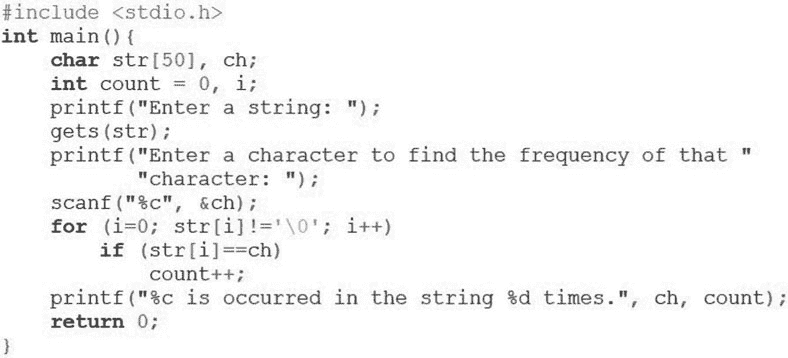 #include <stdio.h>
int main(){
    char str[50], ch;
    int count = 0, i;
    printf("Enter a string: ");
    gets(str);
    printf("Enter a character to find the frequency of that "
           "character: ");
    scanf("%c", &ch);
    for (i=0; str[i]!='\0'; i++)
        if (str[i]==ch)
            count++;
    printf("%c is occurred in the string %d times.", ch, count);
    return 0;
}